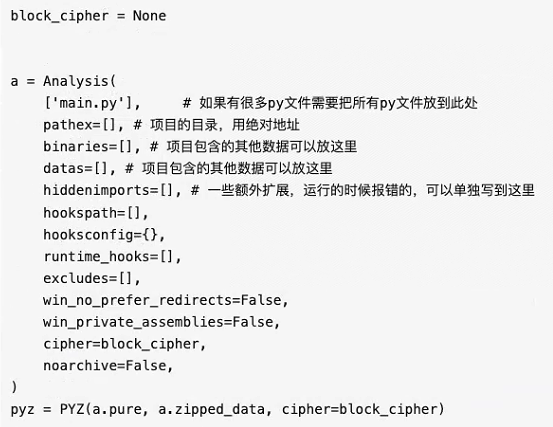 block_cipher = None
a = Analysis(
    ['main.py'],     # 如果有很多py文件需要把所有py文件放到此处
    pathex=[], # 项目的目录，用绝对地址
    binaries=[], # 项目包含的其他数据可以放这里
    datas=[], # 项目包含的其他数据可以放这里
    hiddenimports=[], # 一些额外扩展，运行的时候报错的，可以单独写到这里
    hookspath=[],
    hooksconfig={},
    runtime_hooks=[],
    excludes=[],
    win_no_prefer_redirects=False,
    win_private_assemblies=False,
    cipher=block_cipher,
    noarchive=False,
)
pyz = PYZ(a.pure, a.zipped_data, cipher=block_cipher)